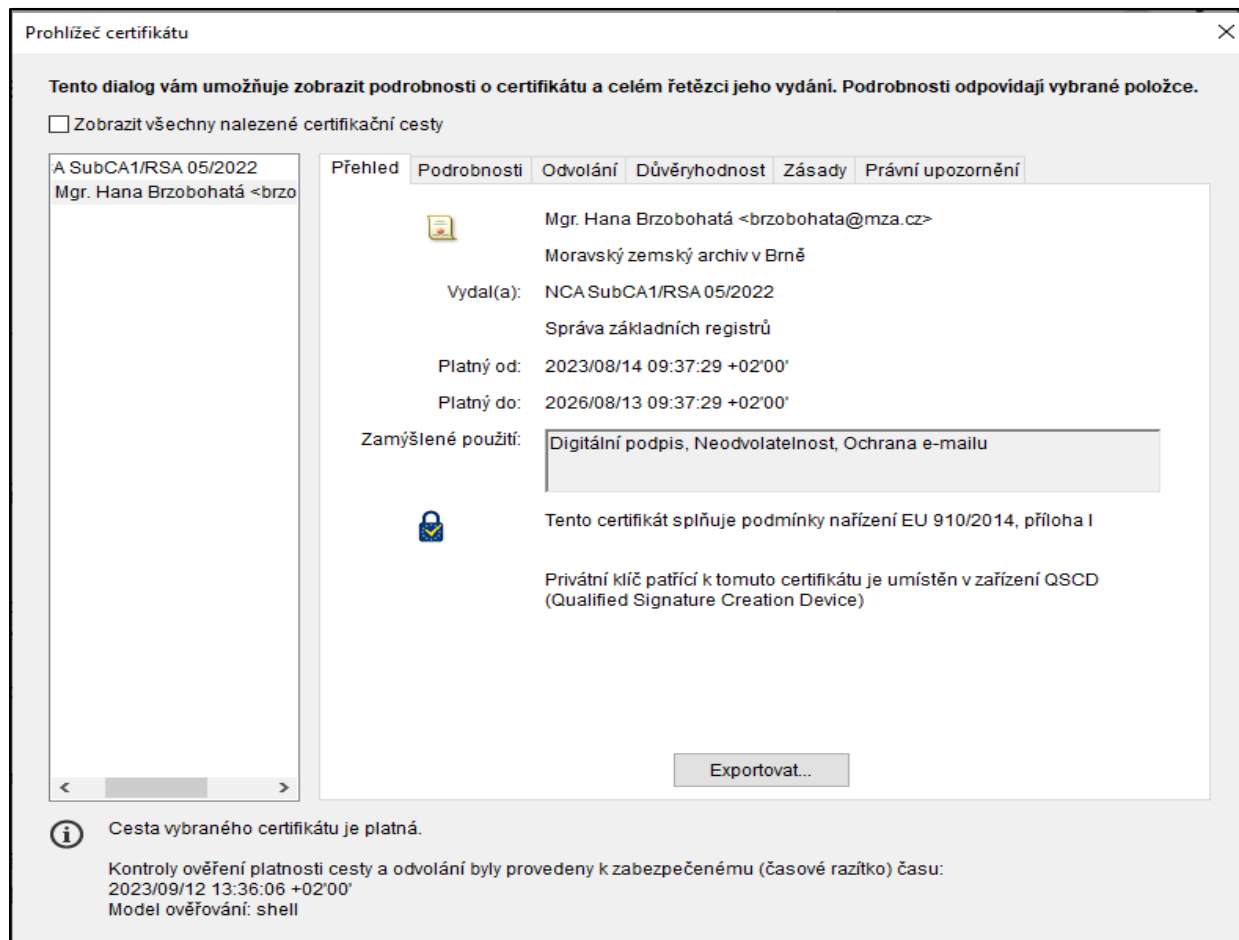 Prohlížeč certifikátu
Tento dialog vám umožňuje zobrazit podrobnosti o certifikátu a celém řetězci jeho vydání. Podrobnosti odpovídají vybrané položce.
Zobrazit všechny nalezené certifikační cesty
A SubCA1/RSA 05/2022
Mgr. Hana Brzobohatá <brzo
Přehled Podrobnosti Odvolání Důvěryhodnost Zásady Právní upozornění
Mgr. Hana Brzobohatá <brzobohata@mza.cz>
Moravský zemský archiv v Brně
Vydal(a): NCA SubCA1/RSA 05/2022
Správa základních registrů
Platný od: 2023/08/14 09:37:29 +02'00'
Platný do: 2026/08/13 09:37:29 +02'00'
Zamýšlené použití: Digitální podpis, Neodvolatelnost, Ochrana e-mailu
Tento certifikát splňuje podmínky nařízení EU 910/2014, příloha I
Privátní klíč patřící k tomuto certifikátu je umístěn v zařízení QSCD
(Qualified Signature Creation Device)
Exportovat...
Cesta vybraného certifikátu je platná.
Kontroly ověření platnosti cesty a odvolání byly provedeny k zabezpečenému (časové razítko) času:
2023/09/12 13:36:06 +02'00'
Model ověřování: shell